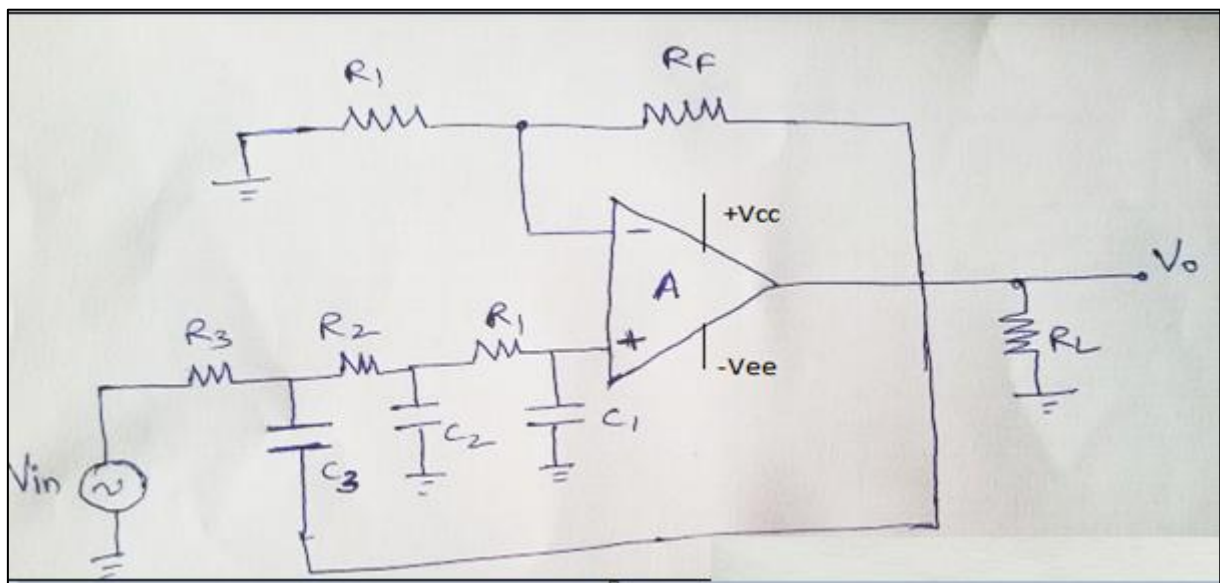 R1
RF
+Vcc
-
A
Vo
R3
R2
R1
+
-Vee
RL
Vin
C3
C2
C1